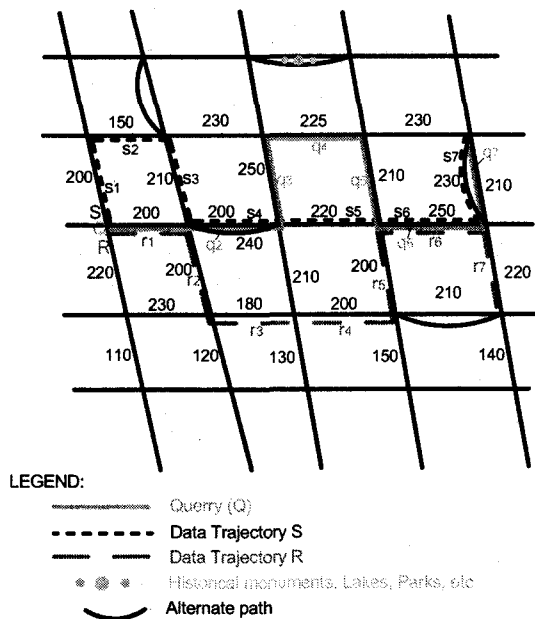 150 230 225 230
s2 q4
200 s1 210 s3 250 q3 q5 210 s7 230 q7 210
S 200 200 s4 220 s5 s6 250
Q
R r1 q2 240 q6 r6
220 200 r2 210 200 r5 r7 220
230 180 200 210
r3 r4
110 120 130 150 140
LEGEND:
Querry (Q)
Data Trajectory S
Data Trajectory R
Historical monuments, Lakes, Parks, etc
Alternate path